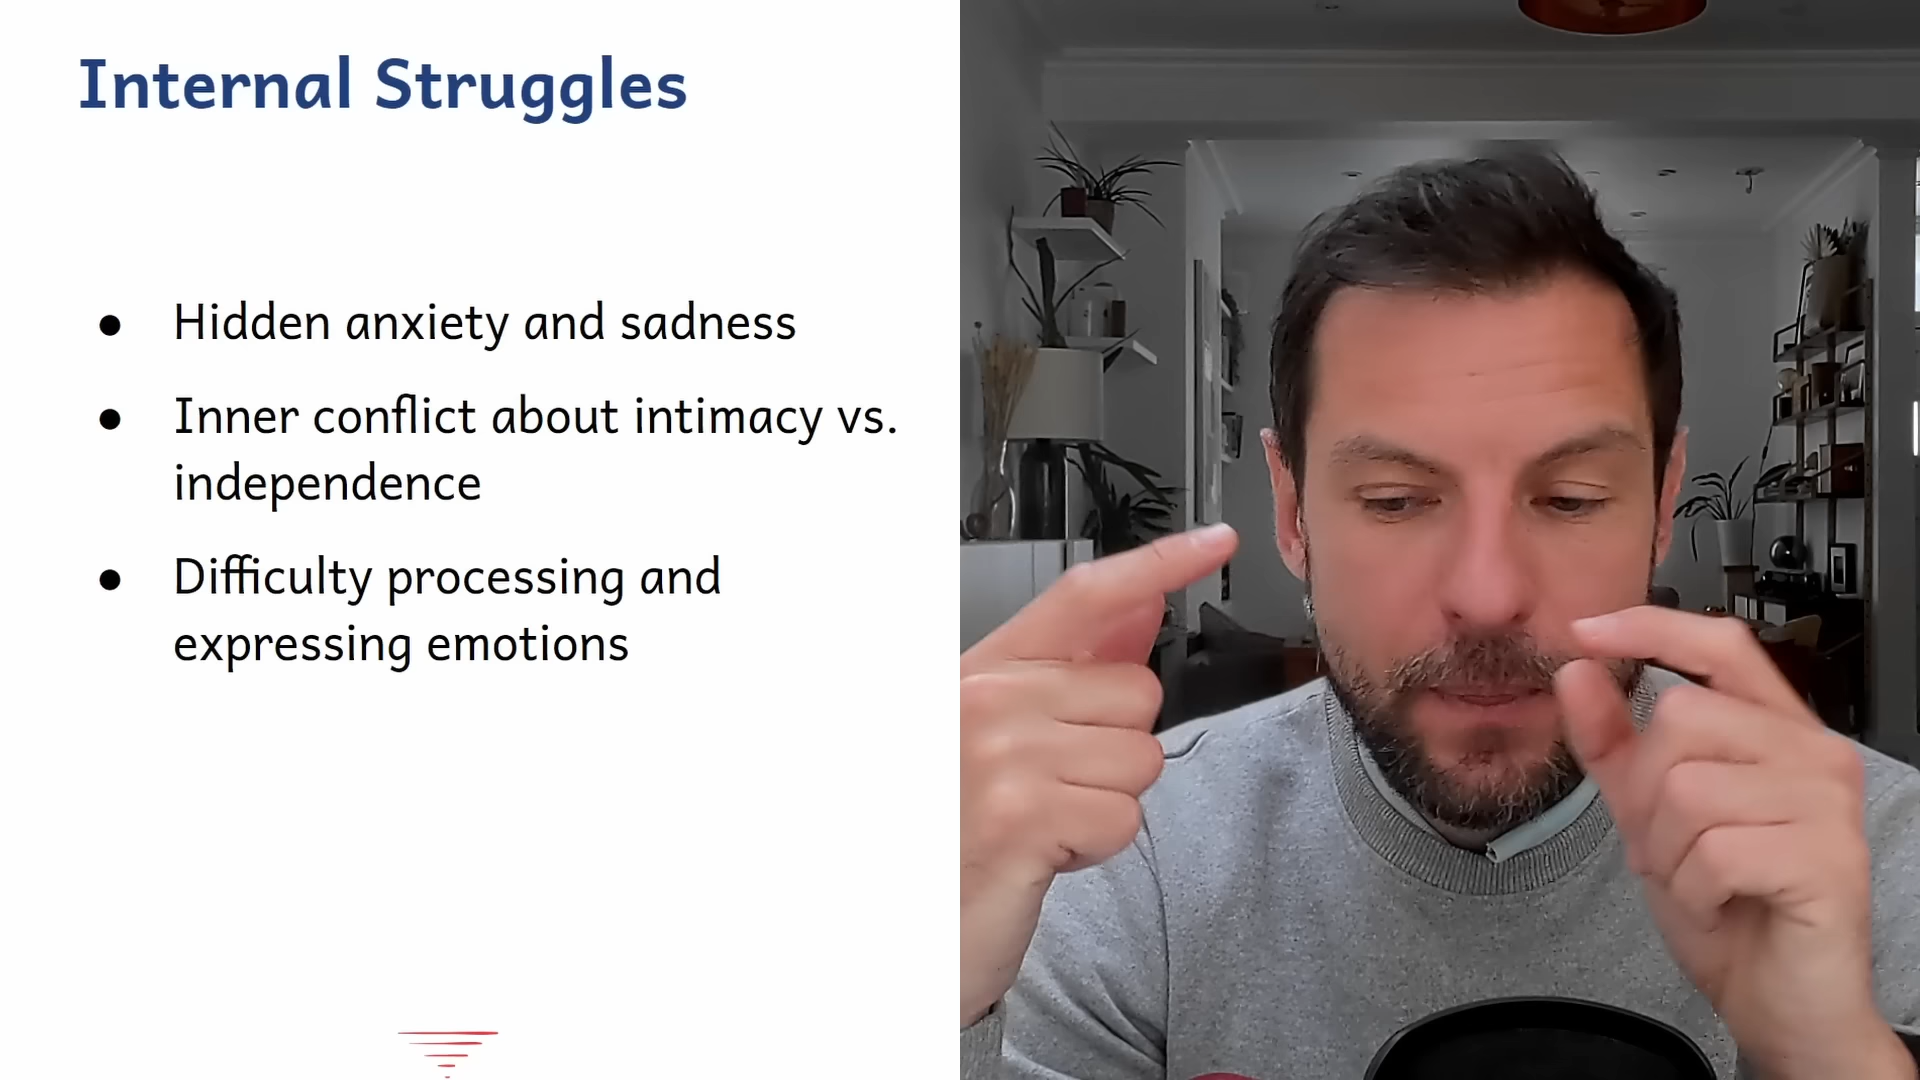 Internal Struggles
● Hidden anxiety and sadness
● Inner conflict about intimacy vs.
independence
● Difficulty processing and
expressing emotions